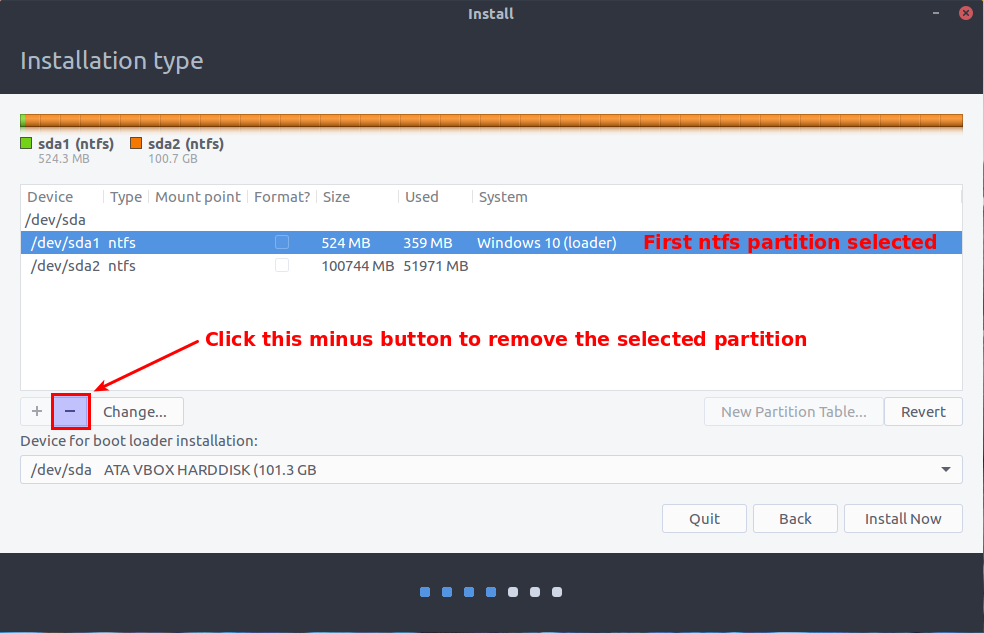 Install
Installation type
sda1 (ntfs) sda2 (ntfs)
524.3 MB 100.7 GB
Device Type Mount point Format? Size Used System
/dev/sda
/dev/sda1 ntfs 524 MB 359 MB Windows 10 (loader) First ntfs partition selected
/dev/sda2 ntfs 100744 MB 51971 MB
Click this minus button to remove the selected partition
+ − Change... New Partition Table... Revert
Device for boot loader installation:
/dev/sda ATA VBOX HARDDISK (101.3 GB
Quit Back Install Now